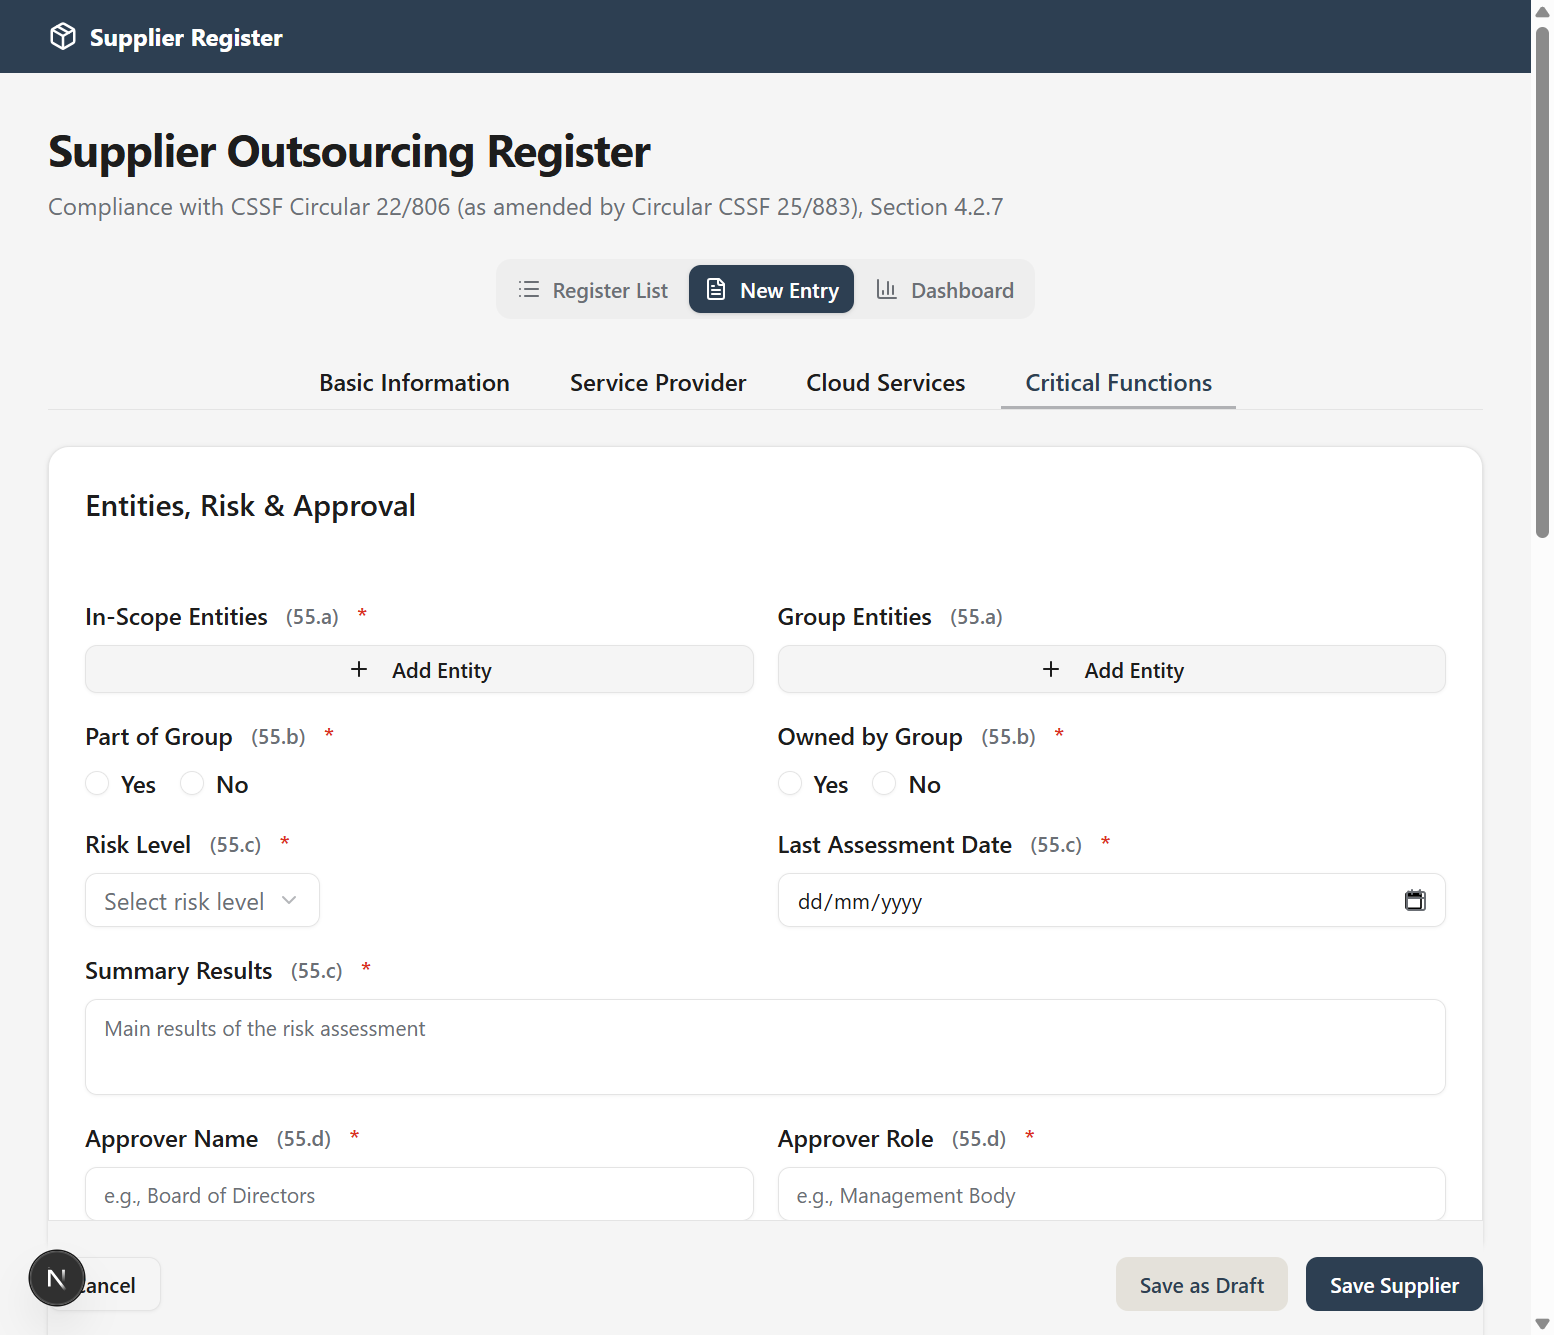 Supplier Register
Supplier Outsourcing Register
Compliance with CSSF Circular 22/806 (as amended by Circular CSSF 25/883), Section 4.2.7
Register List New Entry Dashboard
Basic Information Service Provider Cloud Services Critical Functions
Entities, Risk & Approval
In-Scope Entities (55.a) * Group Entities (55.a)
+ Add Entity + Add Entity
Part of Group (55.b) * Owned by Group (55.b) *
Yes No Yes No
Risk Level (55.c) * Last Assessment Date (55.c) *
Select risk level dd/mm/yyyy
Summary Results (55.c) *
Main results of the risk assessment
Approver Name (55.d) * Approver Role (55.d) *
e.g., Board of Directors e.g., Management Body
N ancel Save as Draft Save Supplier